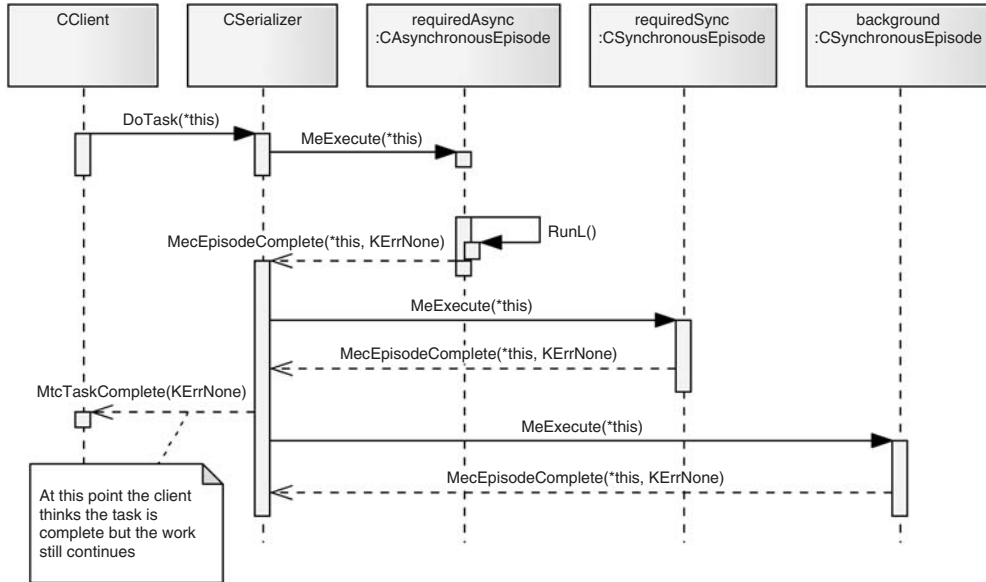 CClient
CSerializer
requiredAsync
:CAsynchronousEpisode
requiredSync
:CSynchronousEpisode
background
:CSynchronousEpisode
DoTask(*this)
MeExecute(*this)
RunL()
MecEpisodeComplete(*this, KErrNone)
MeExecute(*this)
MecEpisodeComplete(*this, KErrNone)
MtcTaskComplete(KErrNone)
MeExecute(*this)
MecEpisodeComplete(*this, KErrNone)
At this point the client
thinks the task is
complete but the work
still continues